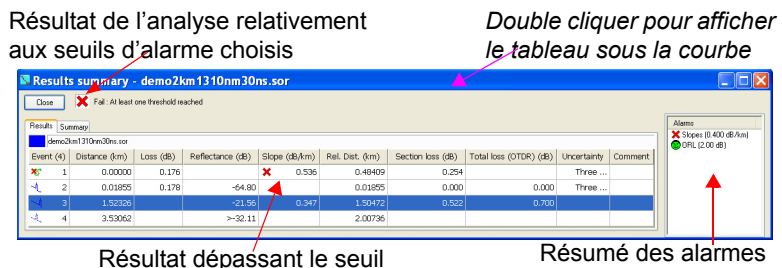 Résultat de l'analyse relativement
aux seuils d'alarme choisis
Double cliquer pour afficher
le tableau sous la courbe
Results summary - demo2km1310nm30ns.sor
Close
Fail : At least one threshold reached
Results Summary
demo2km1310nm30ns.sor
Event (4) Distance (km) Loss (dB) Reflectance (dB) Slope (dB/km) Rel. Dist. (km) Section loss (dB) Total loss (OTDR) (dB) Uncertainty Comment
1 0.00000 0.176 0.536 0.48409 0.254 Three ...
2 0.01855 0.178 -64.80 0.01855 0.000 0.000 Three ...
3 1.52326 -21.56 0.347 1.50472 0.522 0.700
4 3.53062 >-32.11 2.00736
Alarms
Slopes (0.400 dB/km)
ORL (2.00 dB)
Résultat dépassant le seuil
Résumé des alarmes